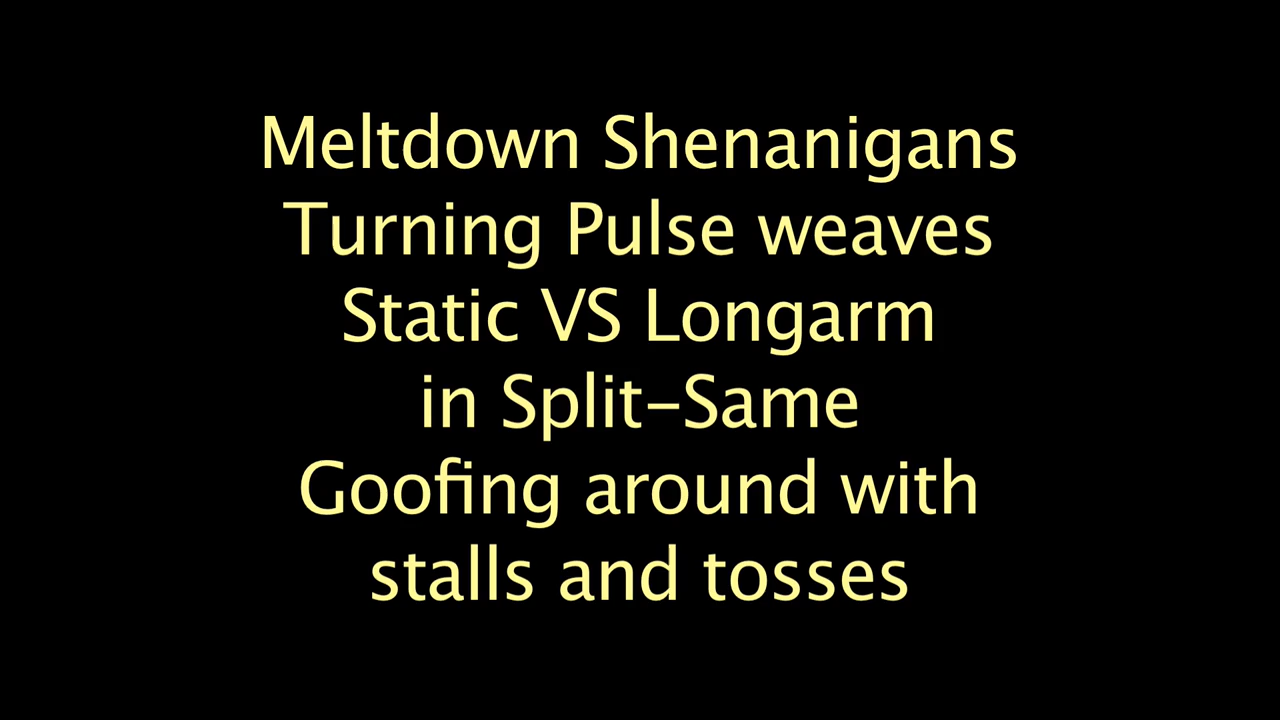 Meltdown Shenanigans
Turning Pulse weaves
Static VS Longarm
in Split-Same
Goofing around with
stalls and tosses